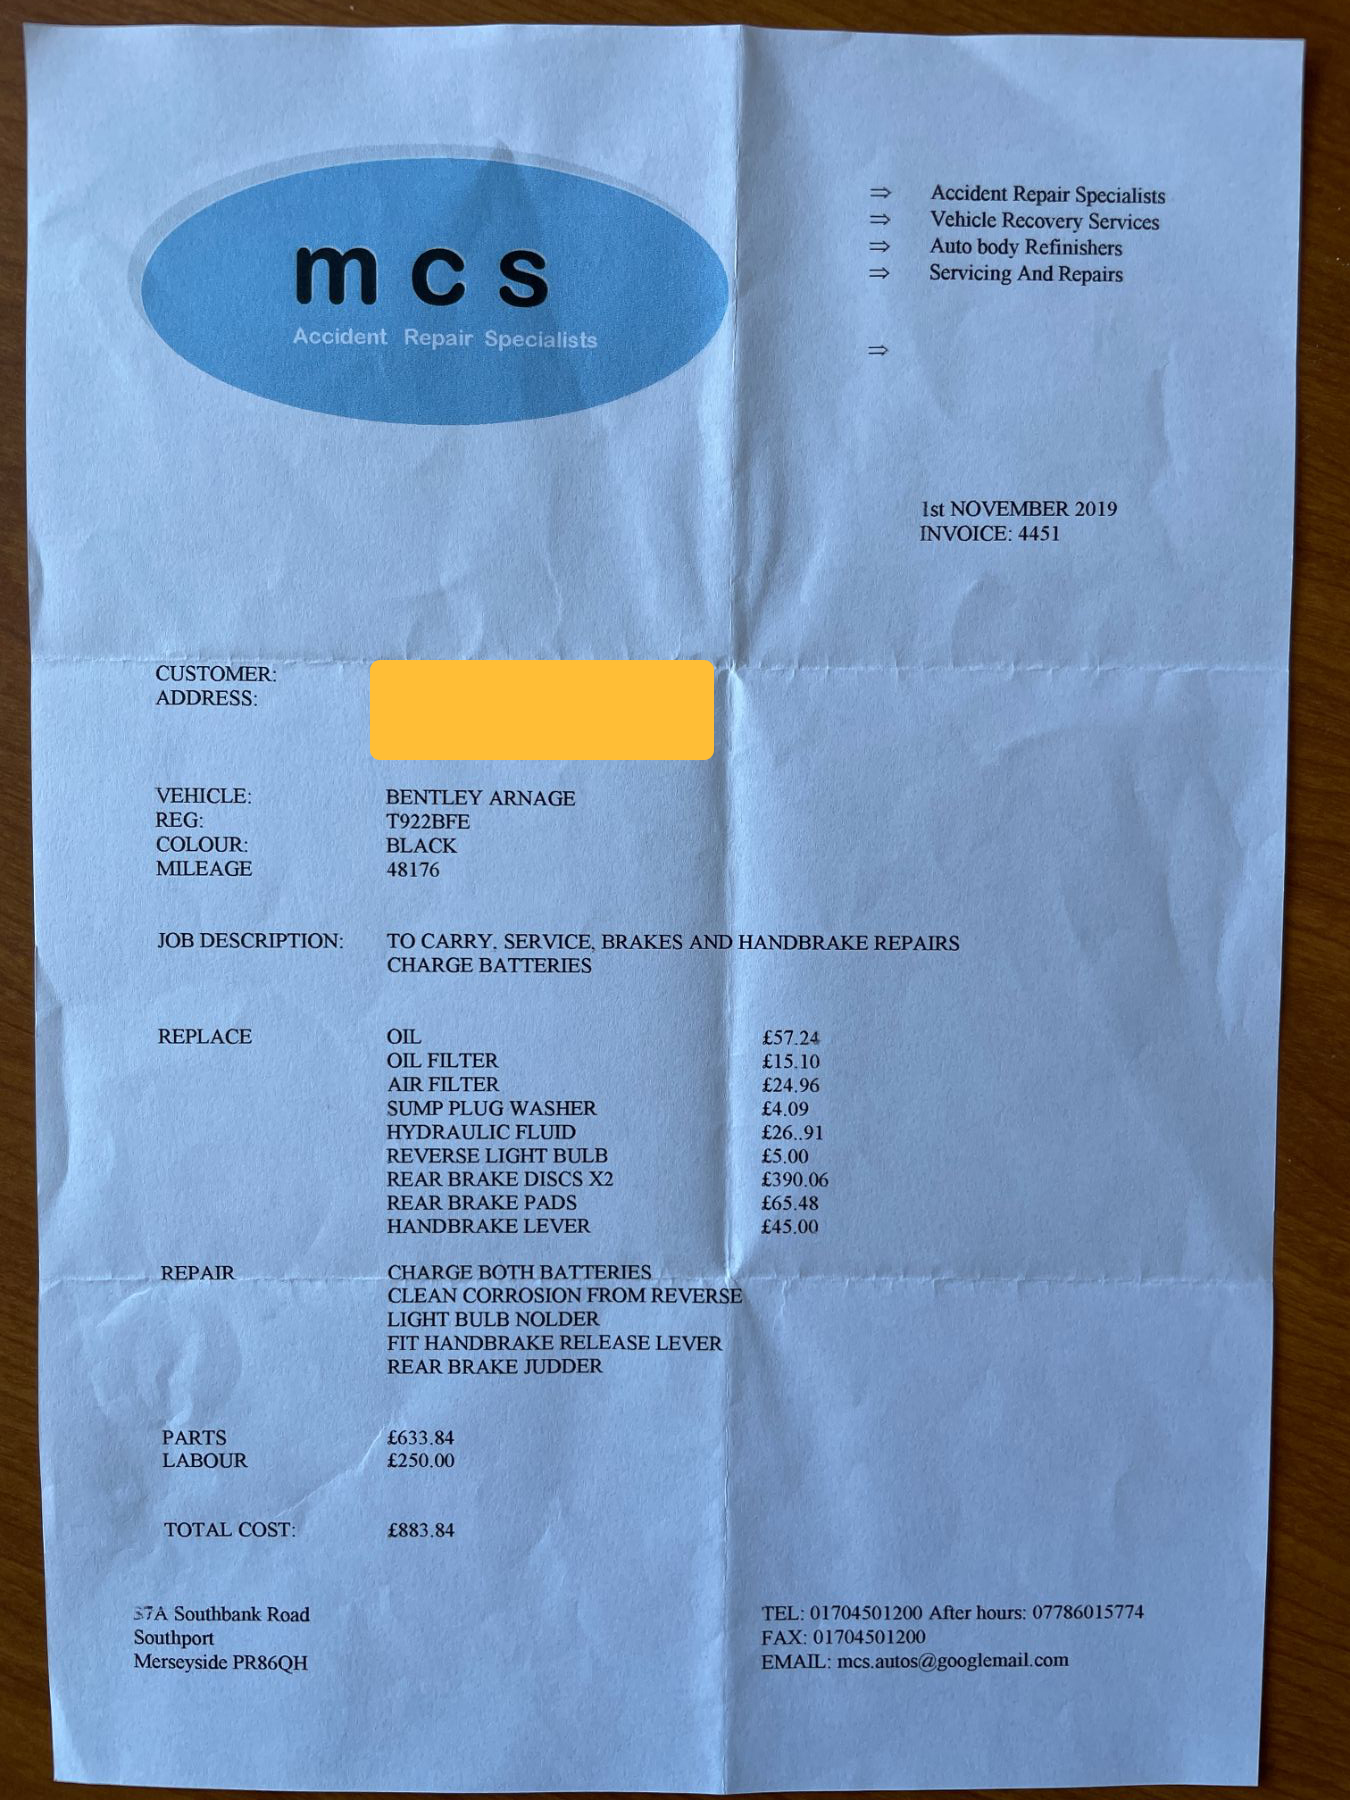 m c s
Accident Repair Specialists
⇒ Accident Repair Specialists
⇒ Vehicle Recovery Services
⇒ Auto body Refinishers
⇒ Servicing And Repairs
⇒
1st NOVEMBER 2019
INVOICE: 4451
CUSTOMER:
ADDRESS:
VEHICLE: BENTLEY ARNAGE
REG: T922BFE
COLOUR: BLACK
MILEAGE 48176
JOB DESCRIPTION: TO CARRY. SERVICE, BRAKES AND HANDBRAKE REPAIRS
CHARGE BATTERIES
REPLACE OIL £57.24
OIL FILTER £15.10
AIR FILTER £24.96
SUMP PLUG WASHER £4.09
HYDRAULIC FLUID £26..91
REVERSE LIGHT BULB £5.00
REAR BRAKE DISCS X2 £390.06
REAR BRAKE PADS £65.48
HANDBRAKE LEVER £45.00
REPAIR CHARGE BOTH BATTERIES
CLEAN CORROSION FROM REVERSE
LIGHT BULB NOLDER
FIT HANDBRAKE RELEASE LEVER
REAR BRAKE JUDDER
PARTS £633.84
LABOUR £250.00
TOTAL COST: £883.84
37A Southbank Road
Southport
Merseyside PR86QH
TEL: 01704501200 After hours: 07786015774
FAX: 01704501200
EMAIL: mcs.autos@googlemail.com